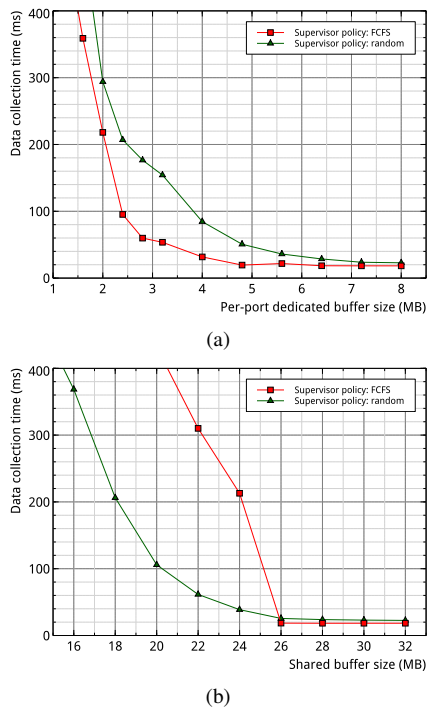 400
300
200
100
0
Data collection time (ms)
Supervisor policy: FCFS
Supervisor policy: random
1 2 3 4 5 6 7 8
Per-port dedicated buffer size (MB)
(a)
400
300
200
100
0
Data collection time (ms)
Supervisor policy: FCFS
Supervisor policy: random
16 18 20 22 24 26 28 30 32
Shared buffer size (MB)
(b)